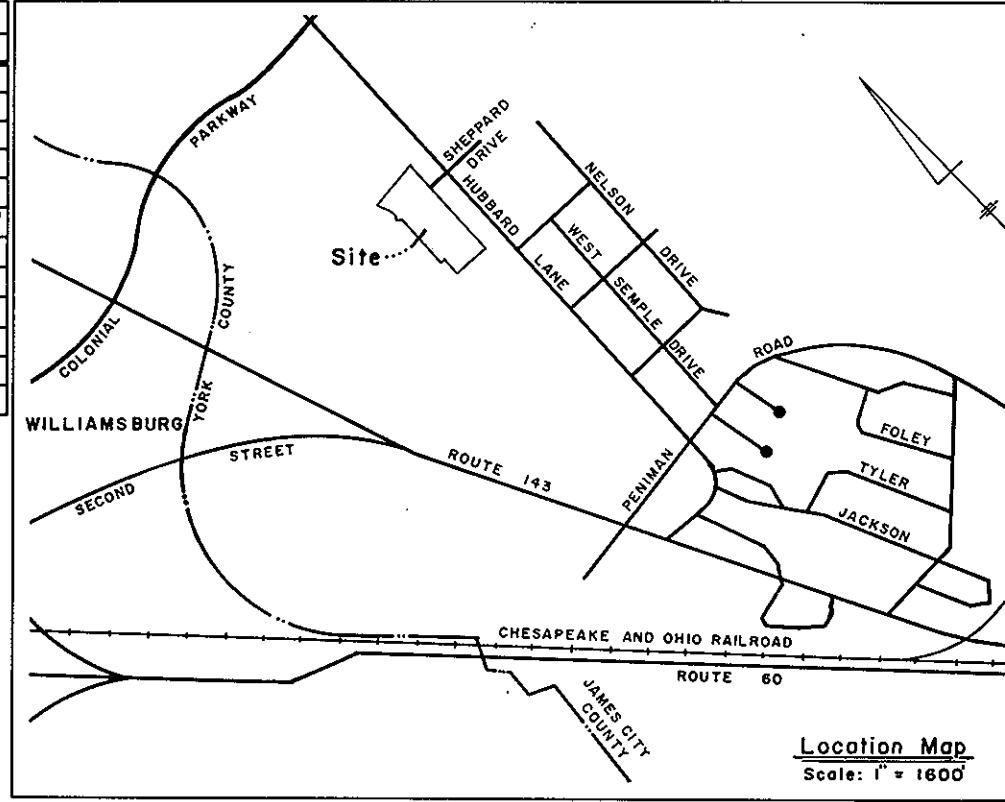 PARKWAY
SHEPPARD
DRIVE
NELSON
DRIVE
HUBBARD
LANE
WEST
SEMPLE
DRIVE
Site
COUNTY
YORK
COLONIAL
ROAD
WILLIAMSBURG
SECOND
STREET
ROUTE 143
PENIMAN
FOLEY
TYLER
JACKSON
CHESAPEAKE AND OHIO RAILROAD
ROUTE 60
JAMES CITY
COUNTY
Location Map
Scale: 1" = 1600'